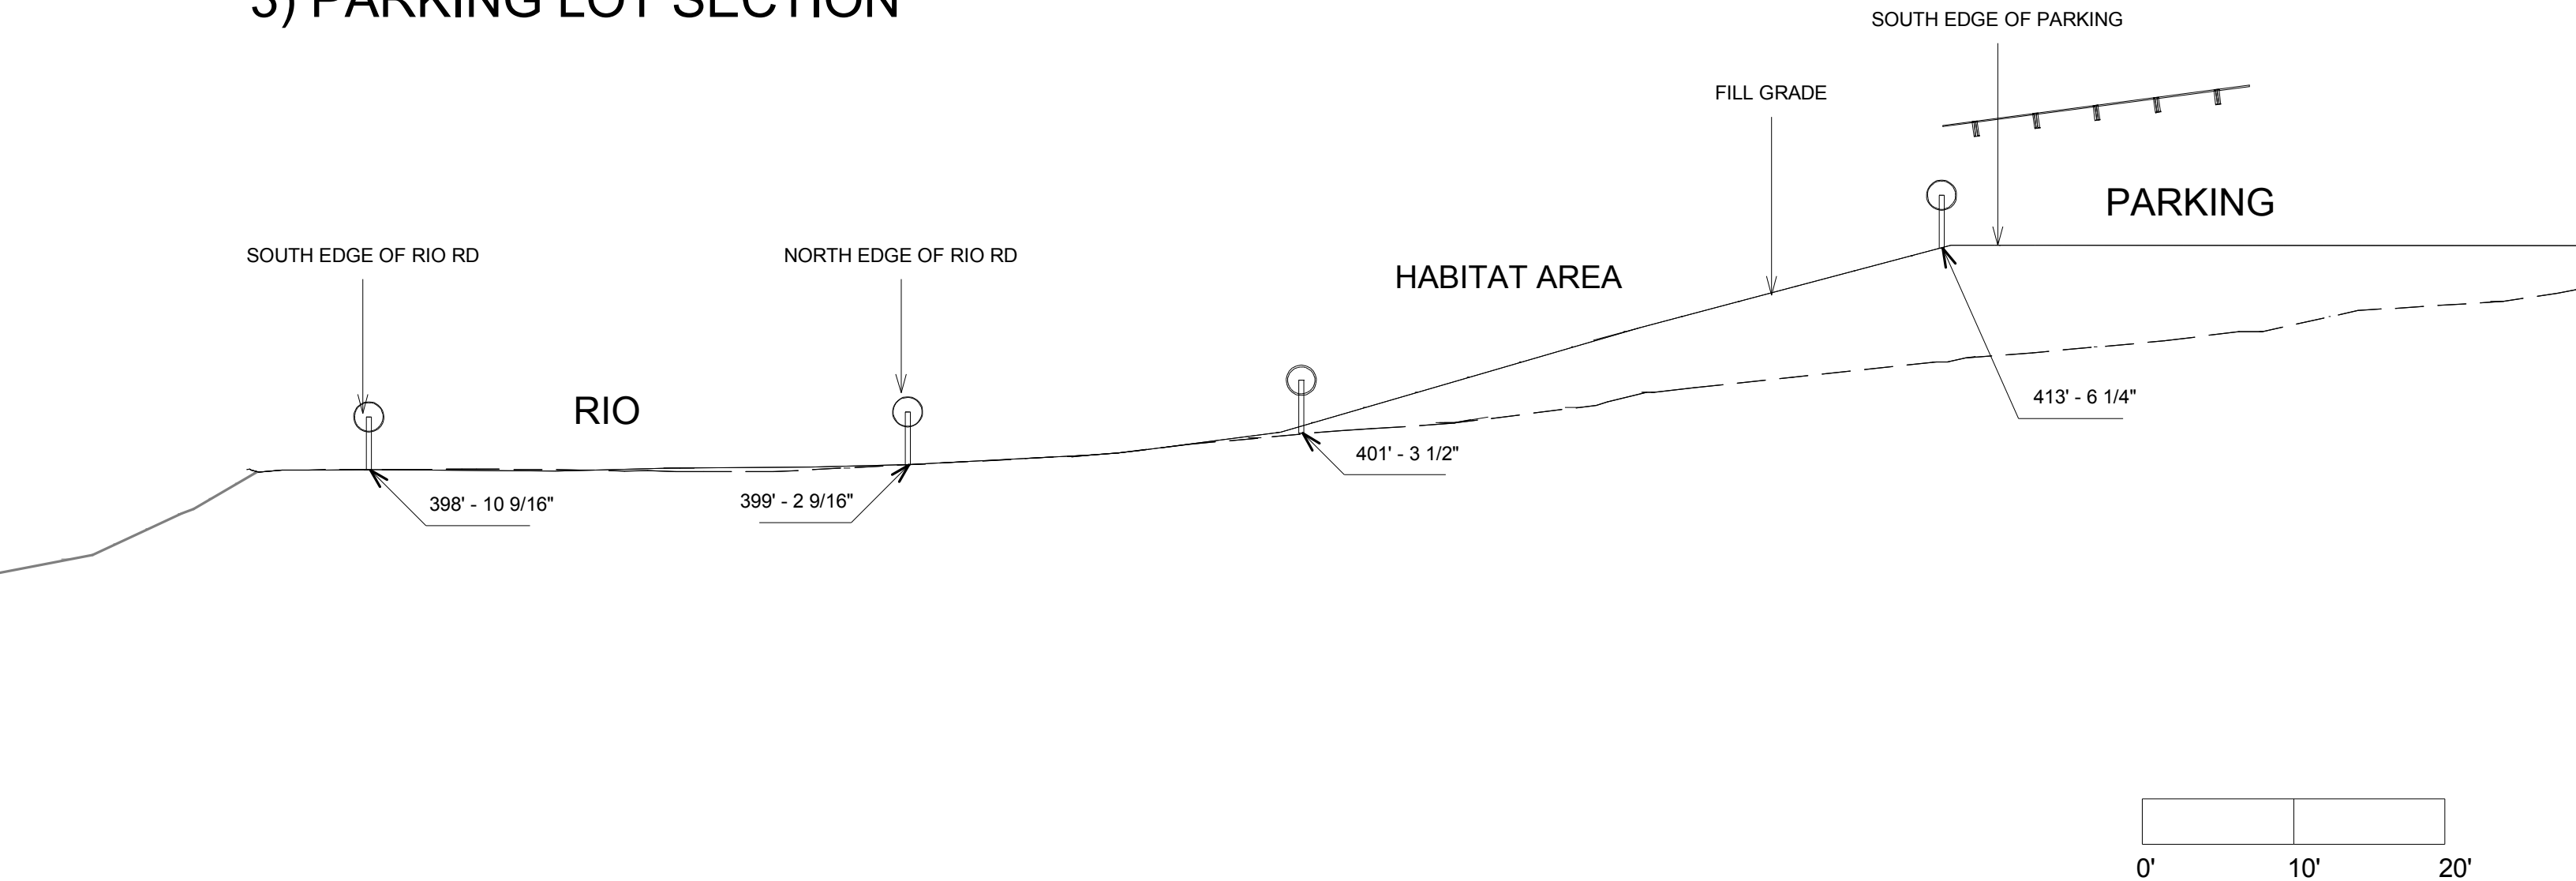 3) PARKING LOT SECTION
SOUTH EDGE OF PARKING
FILL GRADE
PARKING
SOUTH EDGE OF RIO RD
NORTH EDGE OF RIO RD
HABITAT AREA
RIO
413' - 6 1/4"
401' - 3 1/2"
398' - 10 9/16"
399' - 2 9/16"
0' 10' 20'